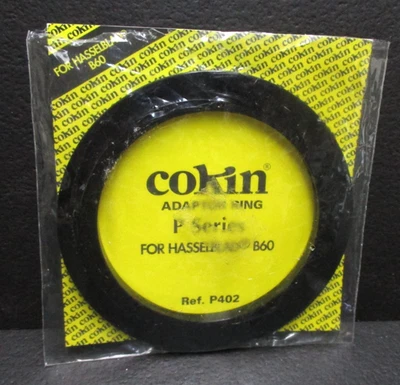 FOR HASSELBLAD
B60
cokin®
ADAPTOR RING
P Series
FOR HASSELBLAD® B60
Ref. P402